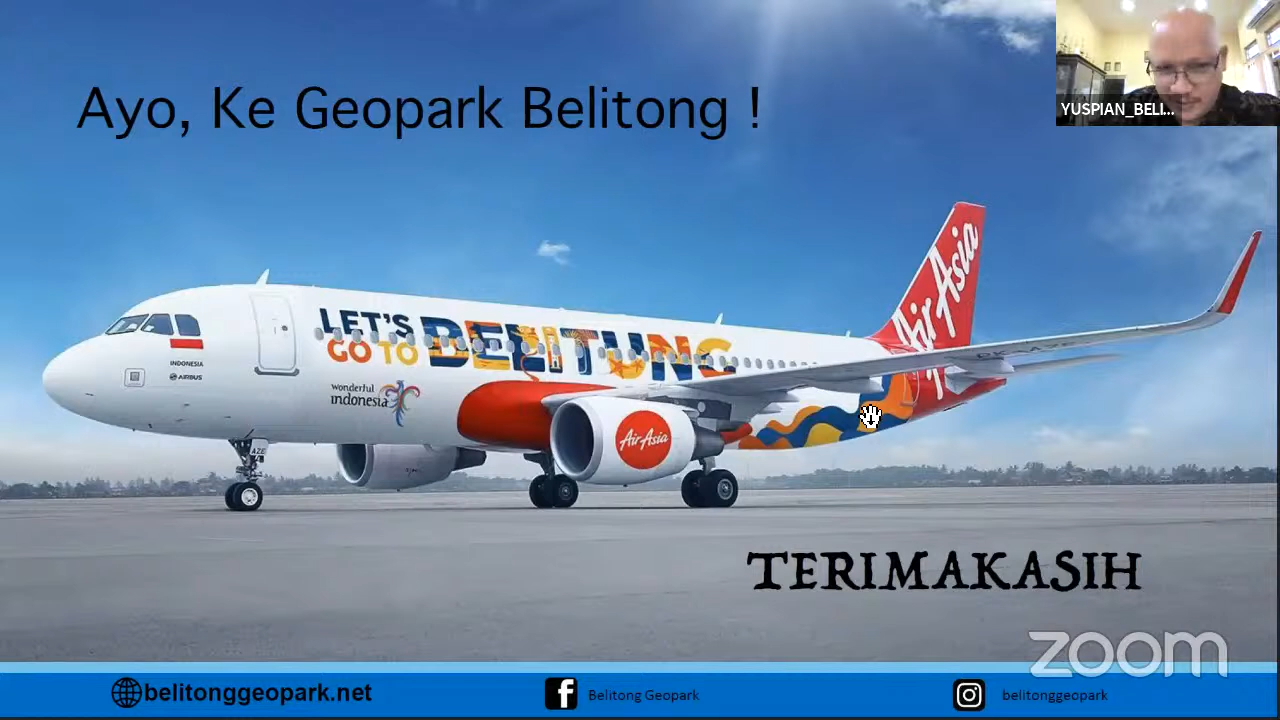 Ayo, Ke Geopark Belitong !
YUSPIAN_BELI...
LET'S
GO TO BELITUNG
INDONESIA
AIRBUS
wonderful
indonesia
AirAsia
AirAsia
AZE
TERIMAKASIH
zoom
belitonggeopark.net
Belitong Geopark
belitonggeopark